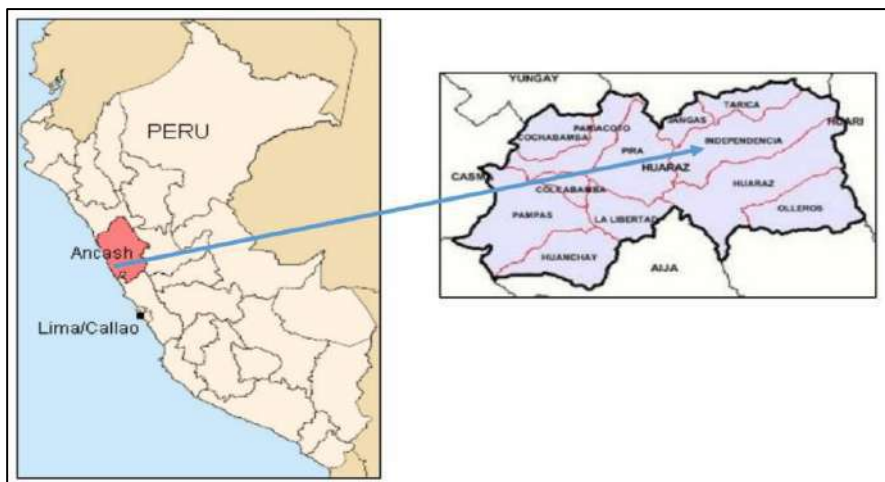 PERU
Ancash
Lima/Callao
YUNGAY
TARICA
JANGAS
HUARI
PARIACOTO
COCHABAMBA
INDEPENDENCIA
PIRA
HUARAZ
CASM
COLCABAMBA
HUARAZ
OLLEROS
PAMPAS
LA LIBERTAD
HUANCHAY
AIJA